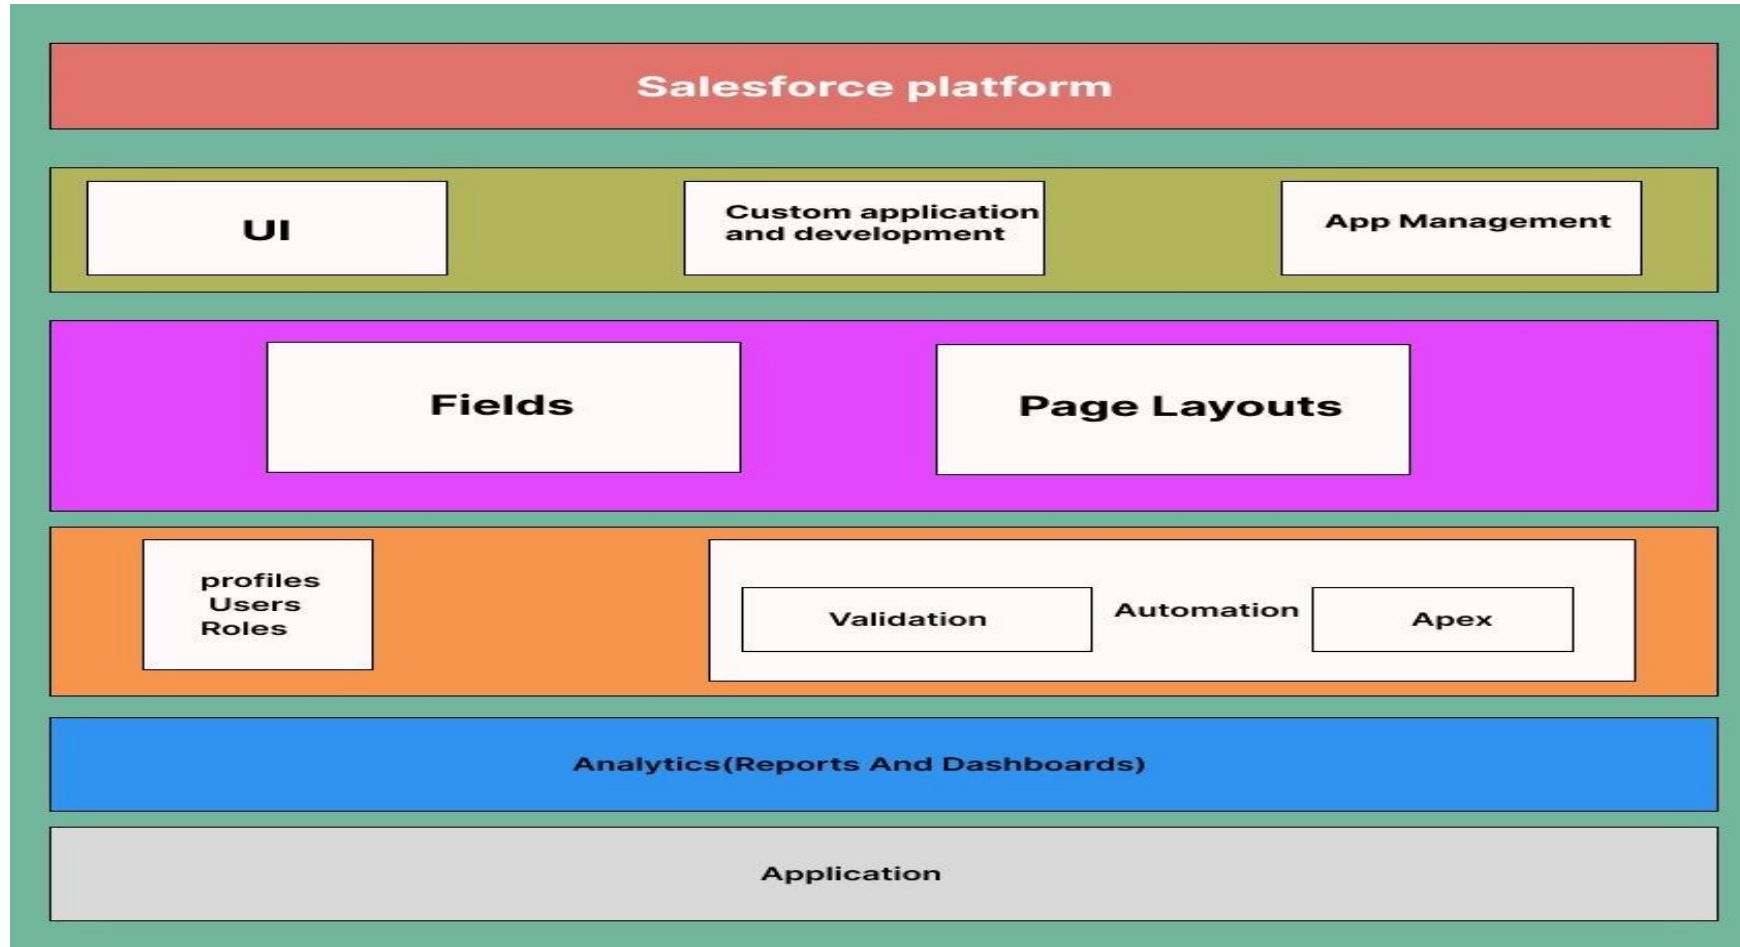 Salesforce platform
UI
Custom application
and development
App Management
Fields
Page Layouts
profiles
Users
Roles
Validation
Automation
Apex
Analytics(Reports And Dashboards)
Application